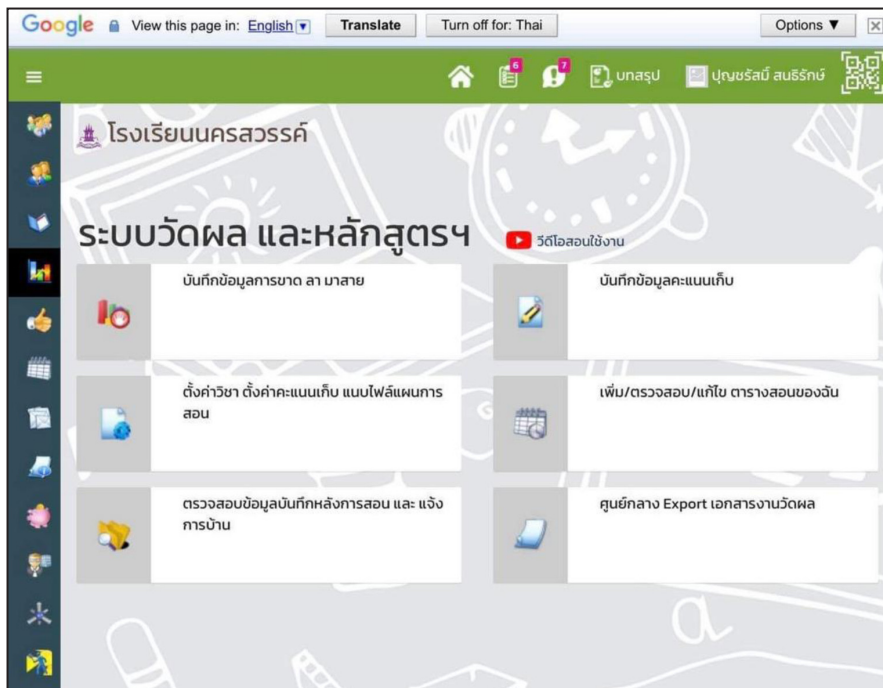 Google View this page in: English Translate Turn off for: Thai Options ▼
6 7 บทสรุป ปุญชรัสมิ์ สนธิรักษ์
โรงเรียนนครสวรรค์
ระบบวัดผล และหลักสูตรฯ วีดีโอสอนใช้งาน
บันทึกข้อมูลการขาด ลา มาสาย
บันทึกข้อมูลคะแนนเก็บ
ตั้งค่าวิชา ตั้งค่าคะแนนเก็บ แนบไฟล์แผนการ
สอน
เพิ่ม/ตรวจสอบ/แก้ไข ตารางสอนของฉัน
ตรวจสอบข้อมูลบันทึกหลังการสอน และ แจ้ง
การบ้าน
ศูนย์กลาง Export เอกสารงานวัดผล